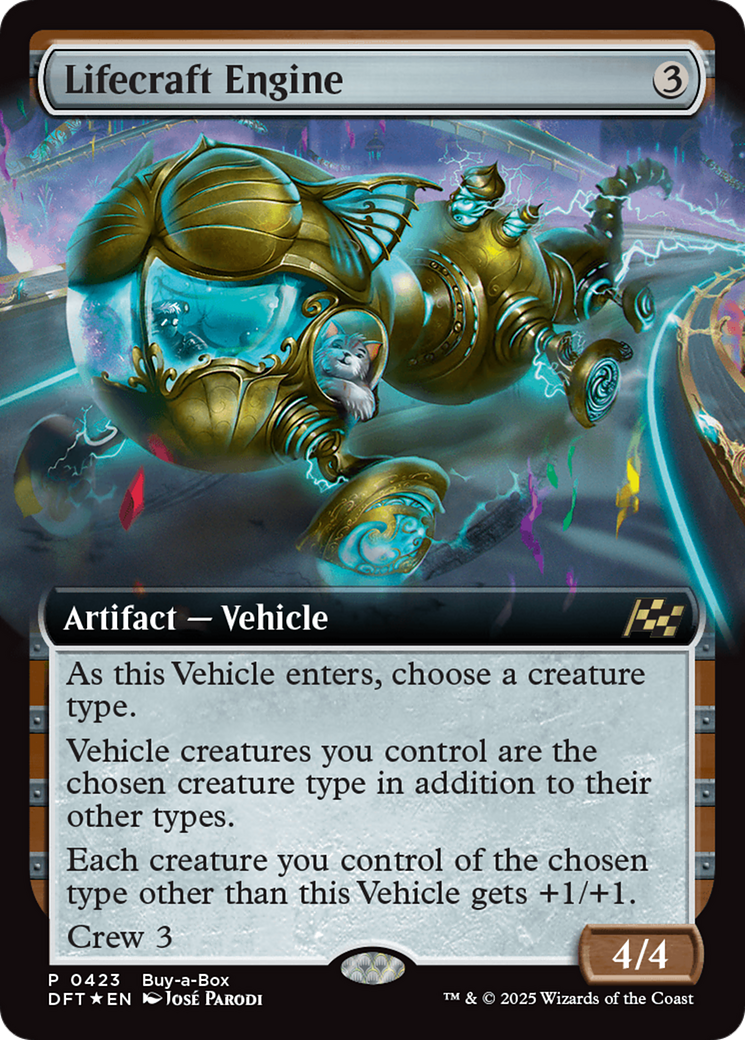 Lifecraft Engine 3
Artifact — Vehicle
As this Vehicle enters, choose a creature
type.
Vehicle creatures you control are the
chosen creature type in addition to their
other types.
Each creature you control of the chosen
type other than this Vehicle gets +1/+1.
Crew 3
4/4
P 0423 Buy-a-Box
DFT★EN José Parodi
™ & © 2025 Wizards of the Coast